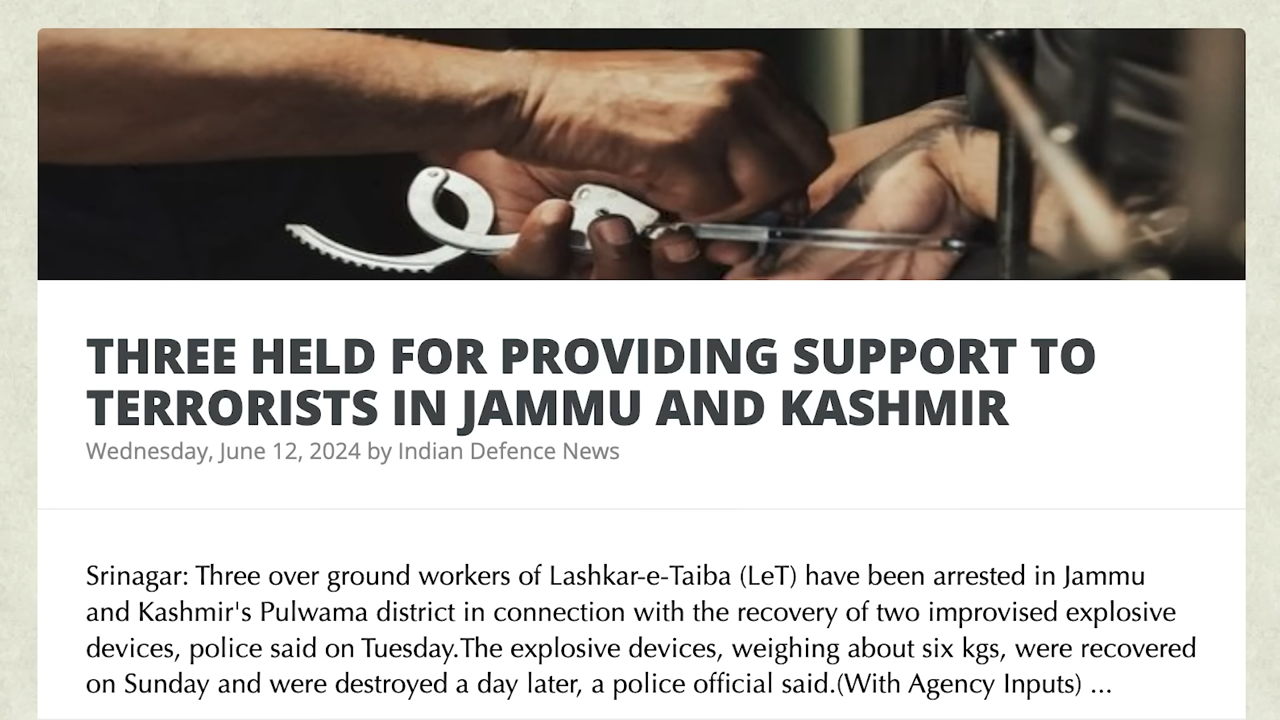 THREE HELD FOR PROVIDING SUPPORT TO
TERRORISTS IN JAMMU AND KASHMIR
Wednesday, June 12, 2024 by Indian Defence News
Srinagar: Three over ground workers of Lashkar-e-Taiba (LeT) have been arrested in Jammu
and Kashmir's Pulwama district in connection with the recovery of two improvised explosive
devices, police said on Tuesday.The explosive devices, weighing about six kgs, were recovered
on Sunday and were destroyed a day later, a police official said.(With Agency Inputs) ...